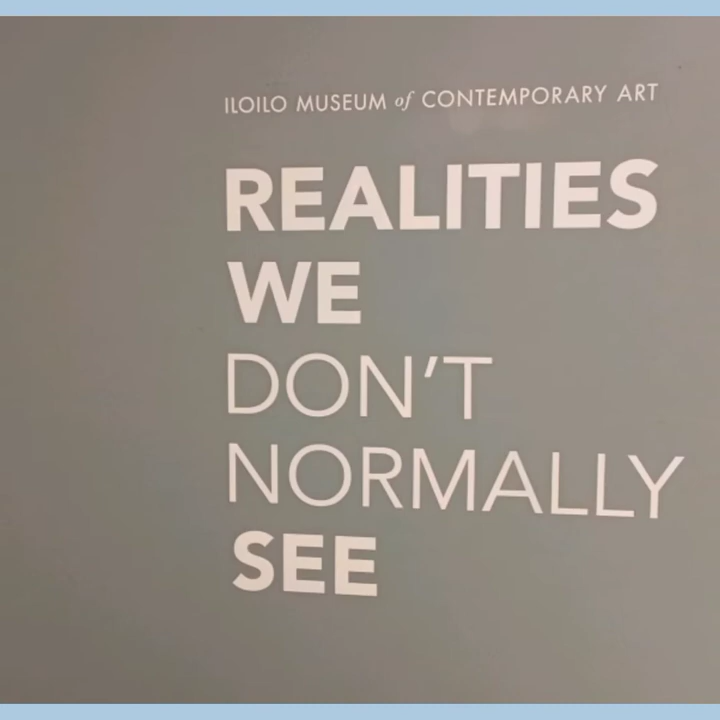 ILOILO MUSEUM of CONTEMPORARY ART
REALITIES
WE
DON'T
NORMALLY
SEE